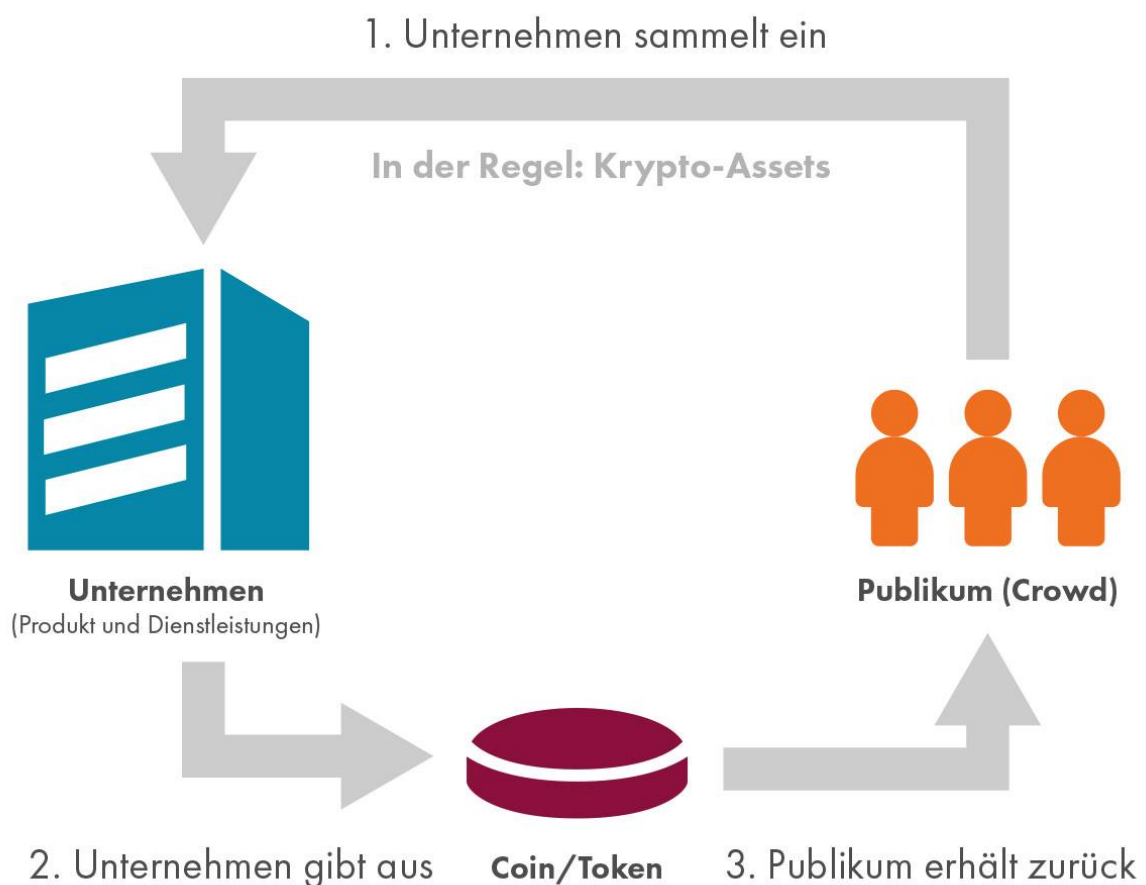 1. Unternehmen sammelt ein
In der Regel: Krypto-Assets
Unternehmen
(Produkt und Dienstleistungen)
Publikum (Crowd)
2. Unternehmen gibt aus
Coin/Token
3. Publikum erhält zurück